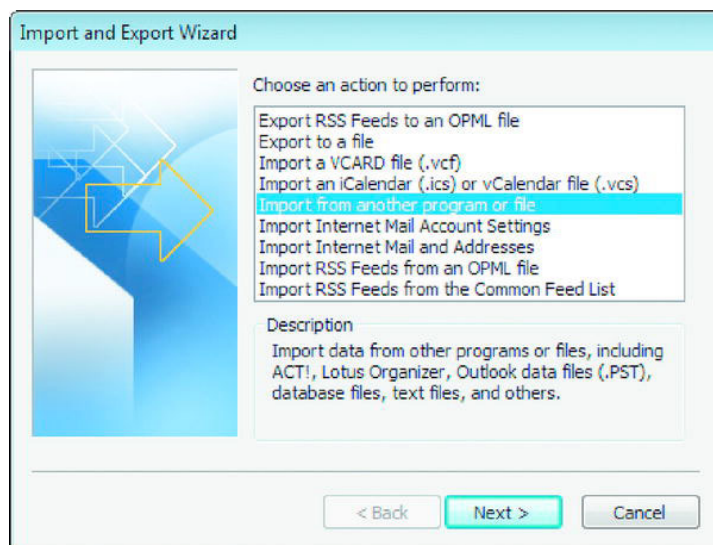 Import and Export Wizard
Choose an action to perform:
Export RSS Feeds to an OPML file
Export to a file
Import a VCARD file (.vcf)
Import an iCalendar (.ics) or vCalendar file (.vcs)
Import from another program or file
Import Internet Mail Account Settings
Import Internet Mail and Addresses
Import RSS Feeds from an OPML file
Import RSS Feeds from the Common Feed List
Description
Import data from other programs or files, including
ACT!, Lotus Organizer, Outlook data files (.PST),
database files, text files, and others.
< Back
Next >
Cancel